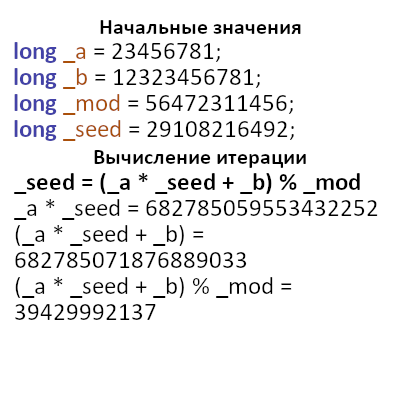 Начальные значения
long _a = 23456781;
long _b = 12323456781;
long _mod = 56472311456;
long _seed = 29108216492;
Вычисление итерации
_seed = (_a * _seed + _b) % _mod
_a * _seed = 682785059553432252
(_a * _seed + _b) =
682785071876889033
(_a * _seed + _b) % _mod =
39429992137